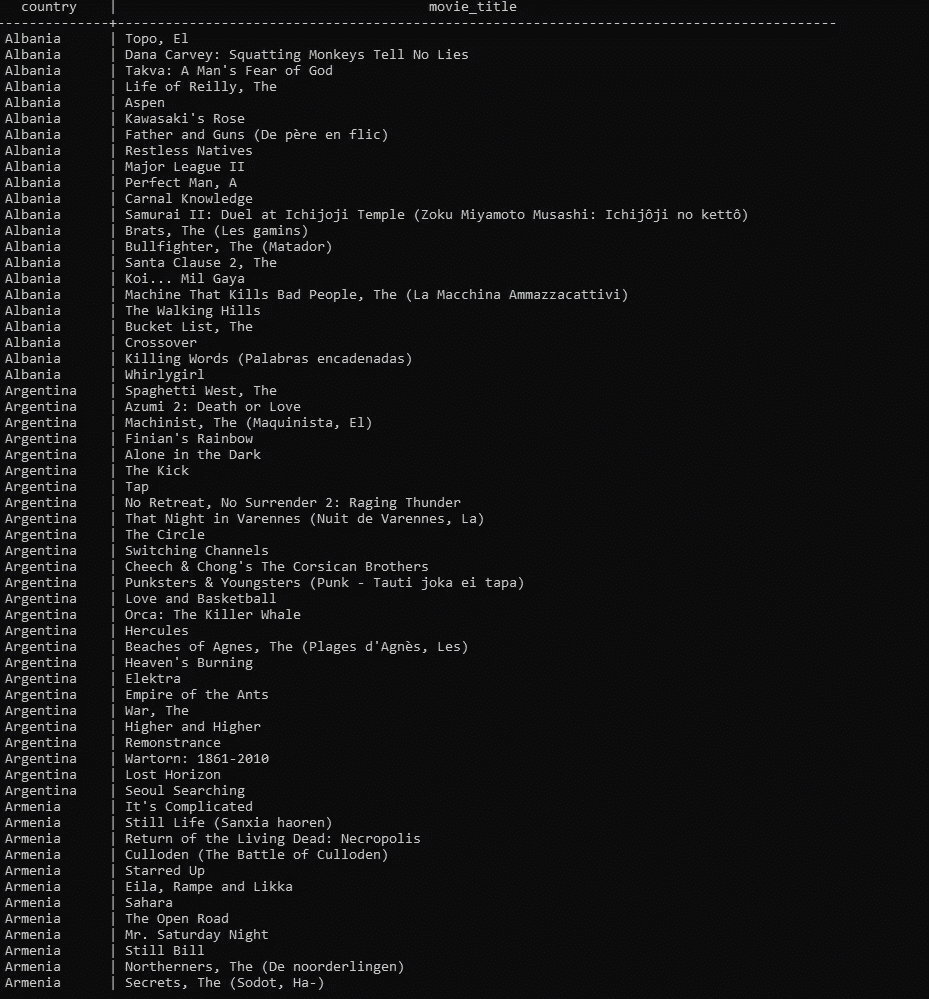 country | movie_title
-------------+------------------------------------------------------------------------------------------
Albania | Topo, El
Albania | Dana Carvey: Squatting Monkeys Tell No Lies
Albania | Takva: A Man's Fear of God
Albania | Life of Reilly, The
Albania | Aspen
Albania | Kawasaki's Rose
Albania | Father and Guns (De père en flic)
Albania | Restless Natives
Albania | Major League II
Albania | Perfect Man, A
Albania | Carnal Knowledge
Albania | Samurai II: Duel at Ichijoji Temple (Zoku Miyamoto Musashi: Ichijôji no kettô)
Albania | Brats, The (Les gamins)
Albania | Bullfighter, The (Matador)
Albania | Santa Clause 2, The
Albania | Koi... Mil Gaya
Albania | Machine That Kills Bad People, The (La Macchina Ammazzacattivi)
Albania | The Walking Hills
Albania | Bucket List, The
Albania | Crossover
Albania | Killing Words (Palabras encadenadas)
Albania | Whirlygirl
Argentina | Spaghetti West, The
Argentina | Azumi 2: Death or Love
Argentina | Machinist, The (Maquinista, El)
Argentina | Finian's Rainbow
Argentina | Alone in the Dark
Argentina | The Kick
Argentina | Tap
Argentina | No Retreat, No Surrender 2: Raging Thunder
Argentina | That Night in Varennes (Nuit de Varennes, La)
Argentina | The Circle
Argentina | Switching Channels
Argentina | Cheech & Chong's The Corsican Brothers
Argentina | Punksters & Youngsters (Punk - Tauti joka ei tapa)
Argentina | Love and Basketball
Argentina | Orca: The Killer Whale
Argentina | Hercules
Argentina | Beaches of Agnes, The (Plages d'Agnès, Les)
Argentina | Heaven's Burning
Argentina | Elektra
Argentina | Empire of the Ants
Argentina | War, The
Argentina | Higher and Higher
Argentina | Remonstrance
Argentina | Wartorn: 1861-2010
Argentina | Lost Horizon
Argentina | Seoul Searching
Armenia | It's Complicated
Armenia | Still Life (Sanxia haoren)
Armenia | Return of the Living Dead: Necropolis
Armenia | Culloden (The Battle of Culloden)
Armenia | Starred Up
Armenia | Eila, Rampe and Likka
Armenia | Sahara
Armenia | The Open Road
Armenia | Mr. Saturday Night
Armenia | Still Bill
Armenia | Northerners, The (De noorderlingen)
Armenia | Secrets, The (Sodot, Ha-)